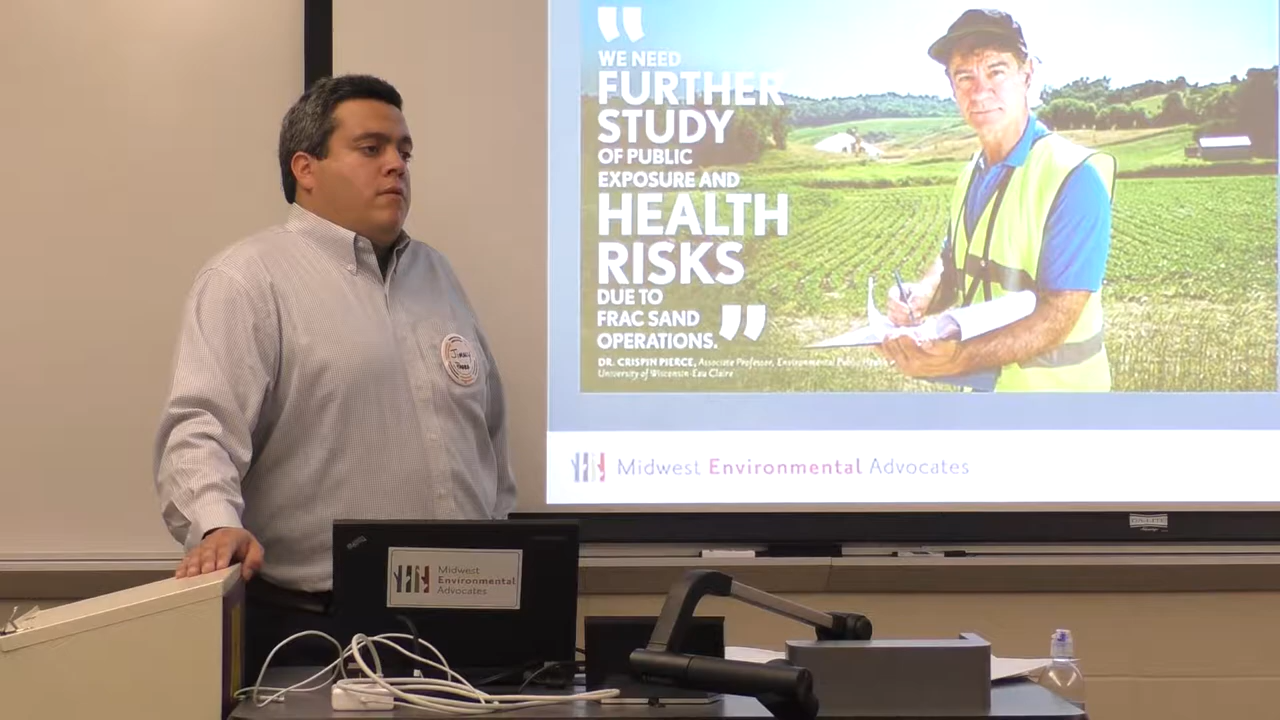 WE NEED
FURTHER
STUDY
OF PUBLIC
EXPOSURE AND
HEALTH
RISKS
DUE TO
FRAC SAND
OPERATIONS.
DR. CRISPIN PIERCE, Associate Professor, Environmental Public Health
University of Wisconsin-Eau Claire
Midwest Environmental Advocates
Midwest
Environmental
Advocates